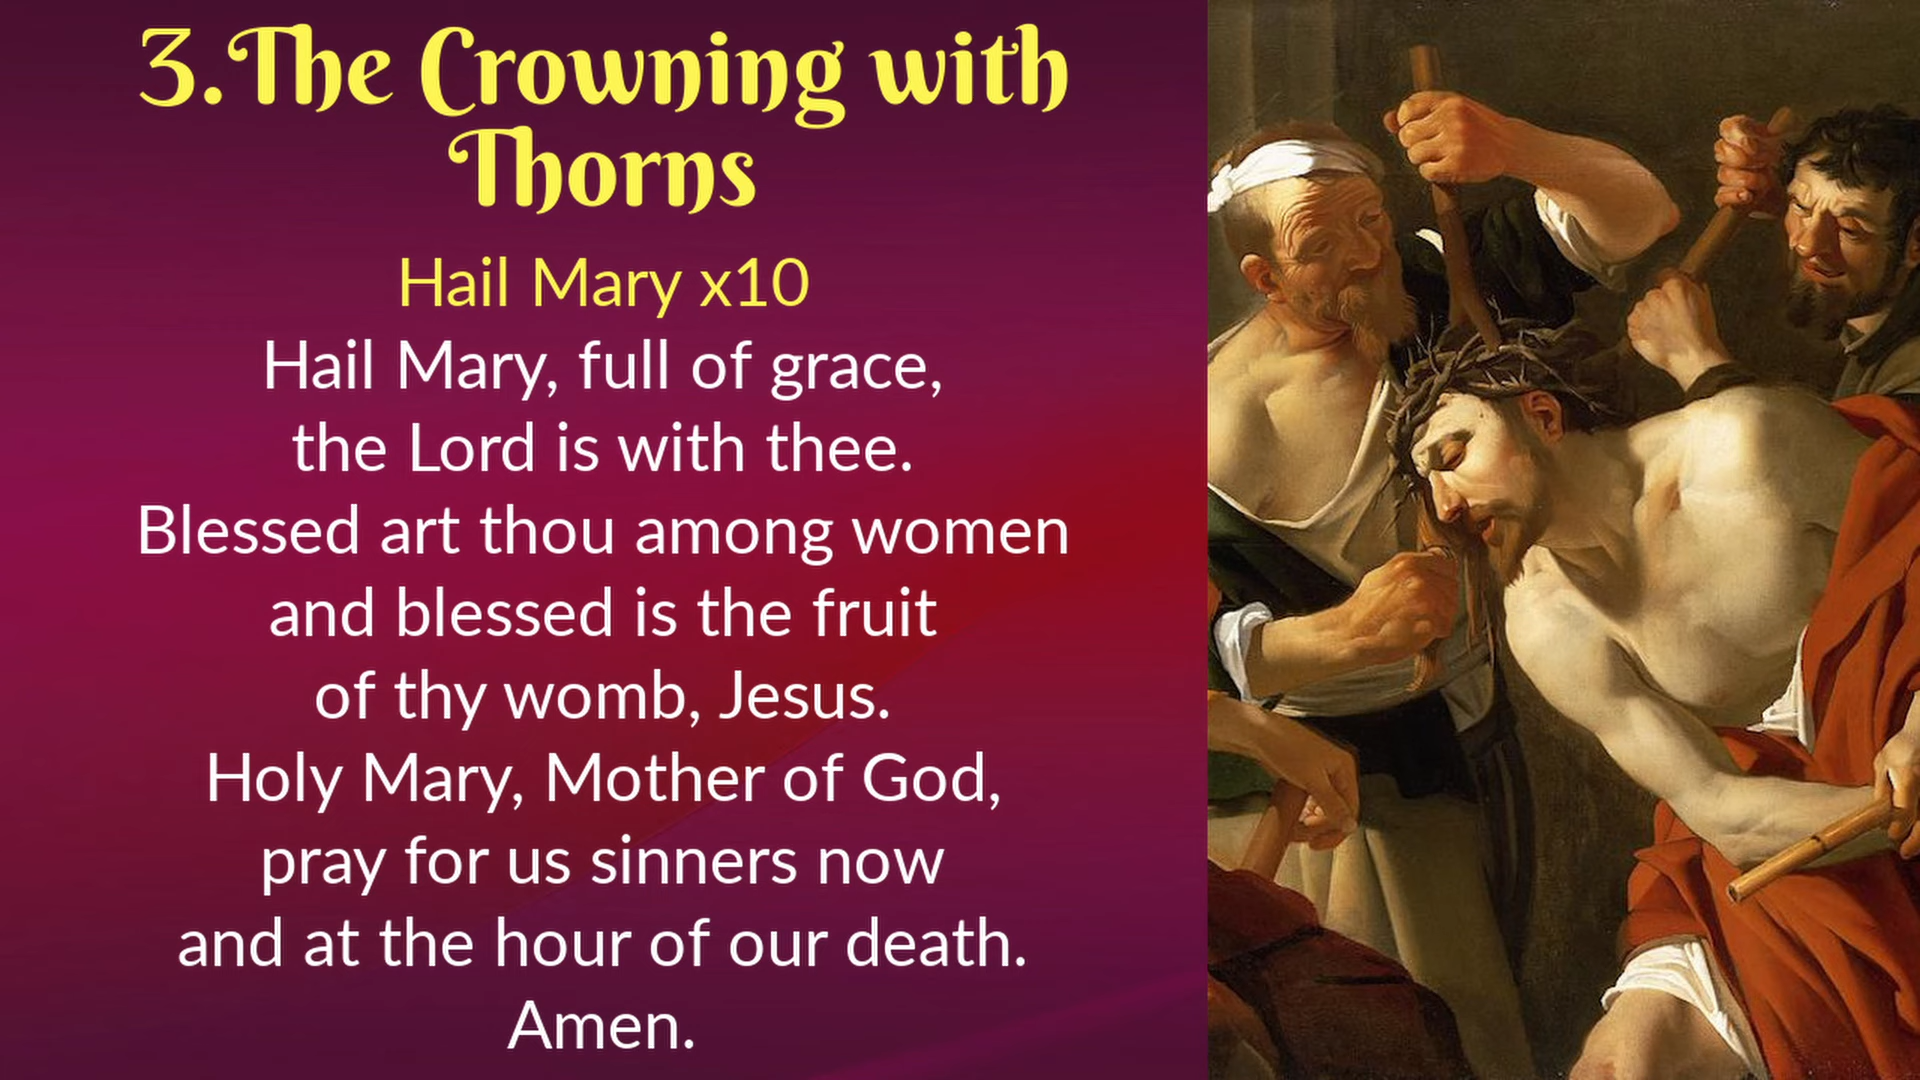 3.The Crowning with
Thorns
Hail Mary x10
Hail Mary, full of grace,
the Lord is with thee.
Blessed art thou among women
and blessed is the fruit
of thy womb, Jesus.
Holy Mary, Mother of God,
pray for us sinners now
and at the hour of our death.
Amen.